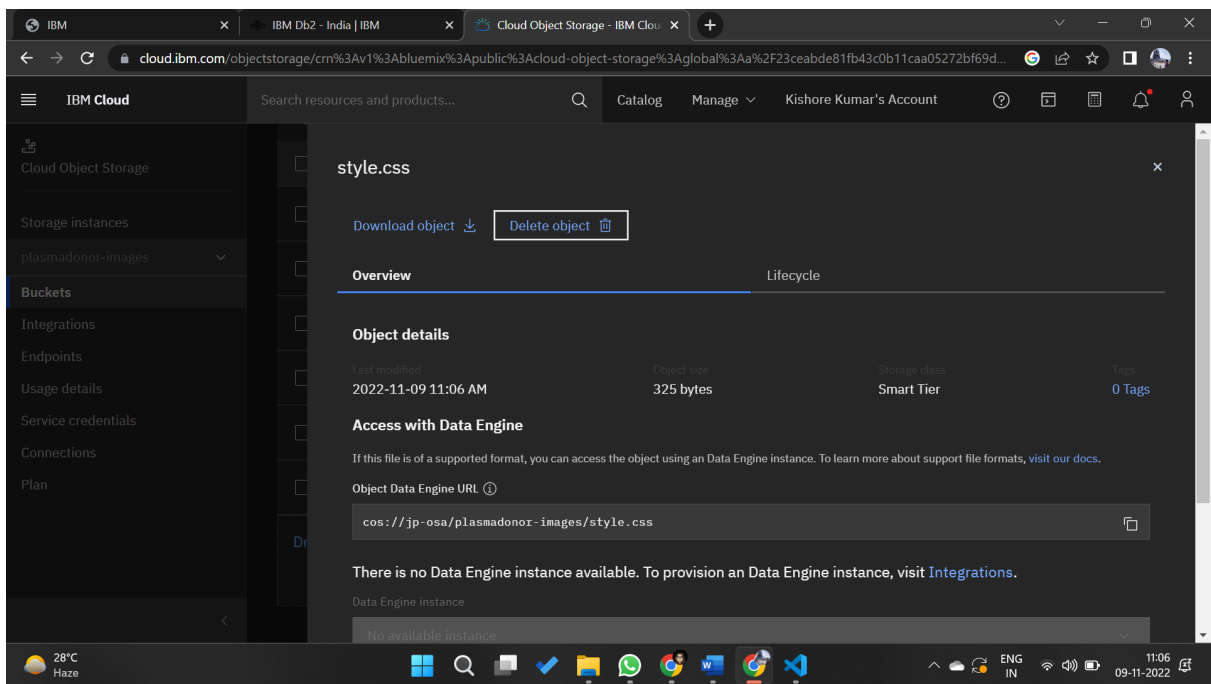 IBM
IBM Db2 - India | IBM
Cloud Object Storage - IBM Clou
cloud.ibm.com/objectstorage/crn%3Av1%3Abluemix%3Apublic%3Acloud-object-storage%3Aglobal%3Aa%2F23ceabde81fb43c0b11caa05272bf69d...
IBM Cloud
Search resources and products...
Catalog
Manage
Kishore Kumar's Account
Cloud Object Storage
Storage instances
plasmadonor-images
Buckets
Integrations
Endpoints
Usage details
Service credentials
Connections
Plan
Dr
style.css
Download object
Delete object
Overview
Lifecycle
Object details
Last modified
Object size
Storage class
Tags
2022-11-09 11:06 AM
325 bytes
Smart Tier
0 Tags
Access with Data Engine
If this file is of a supported format, you can access the object using an Data Engine instance. To learn more about support file formats, visit our docs.
Object Data Engine URL
cos://jp-osa/plasmadonor-images/style.css
There is no Data Engine instance available. To provision an Data Engine instance, visit Integrations.
Data Engine instance
No available instance
28°C
Haze
ENG
IN
11:06
09-11-2022